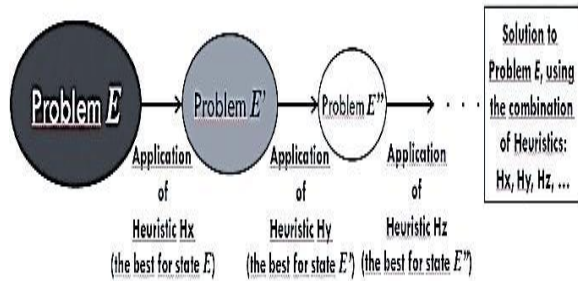 Problem E
Problem E'
Problem E''
Application
of
Heuristic Hx
(the best for state E)
Application
of
Heuristic Hy
(the best for state E')
Application
of
Heuristic Hz
(the best for state E'')
. . .
Solution to
Problem E, using
the combination
of Heuristics:
Hx, Hy, Hz, ...